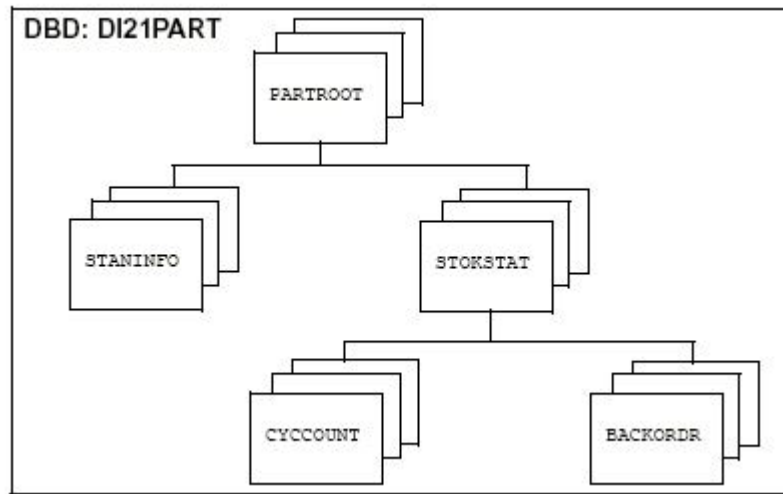 DBD: DI21PART
PARTROOT
STANINFO
STOKSTAT
CYCCOUNT
BACKORDR